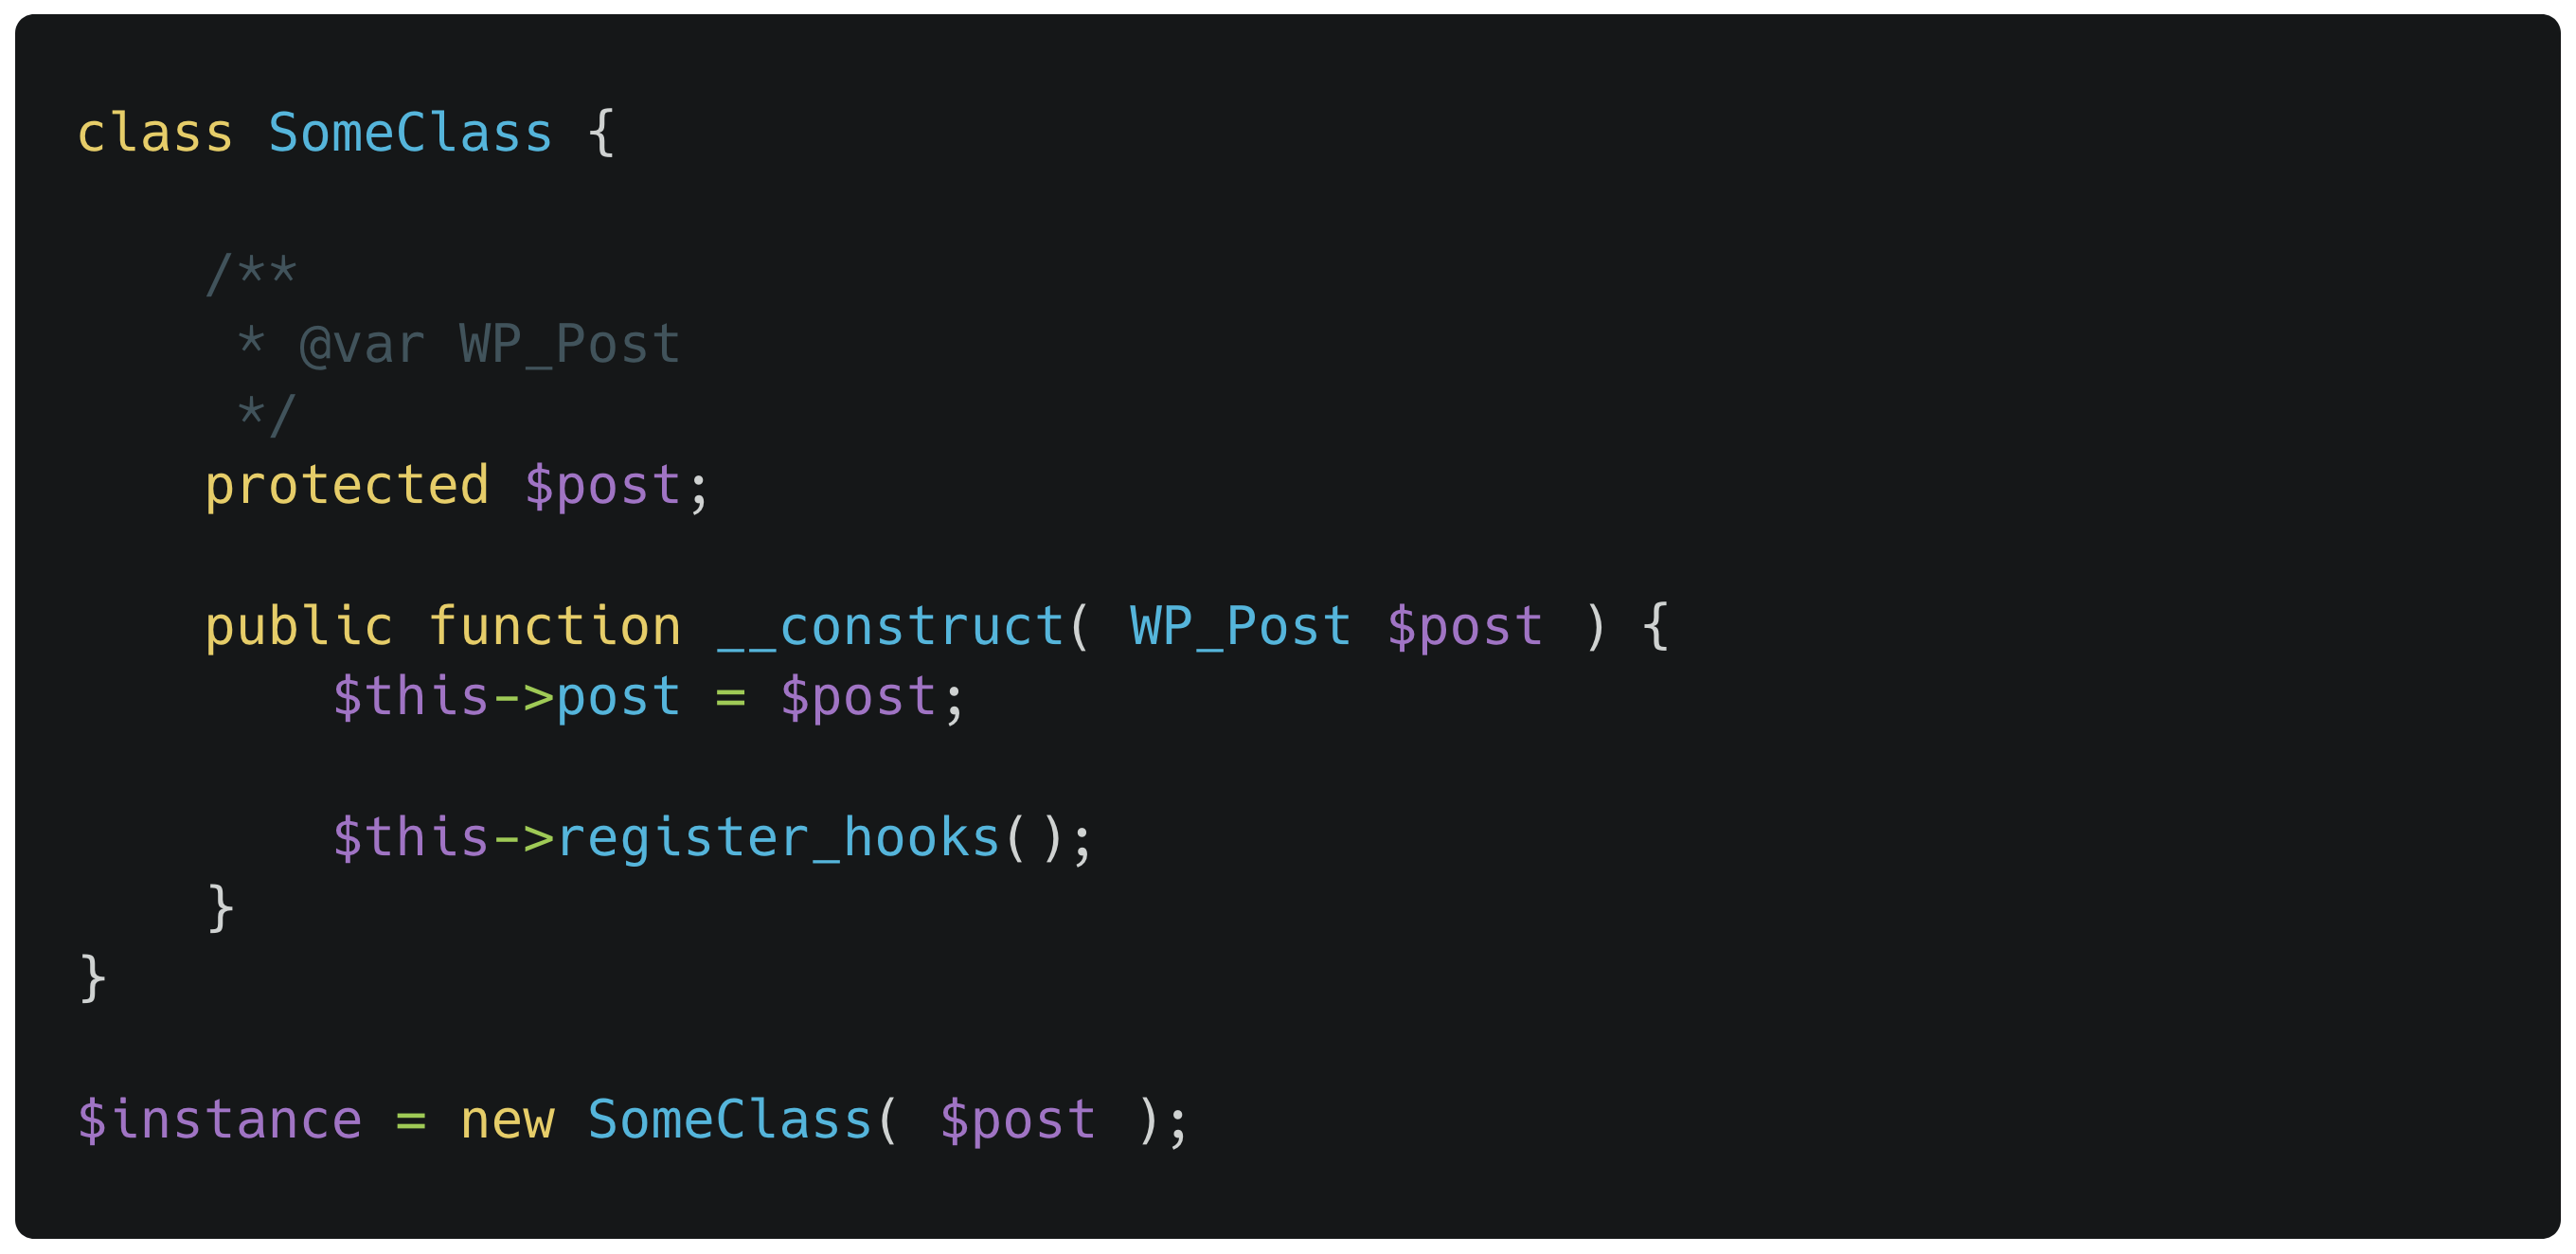 class SomeClass {

    /**
     * @var WP_Post
     */
    protected $post;

    public function __construct( WP_Post $post ) {
        $this->post = $post;

        $this->register_hooks();
    }
}

$instance = new SomeClass( $post );